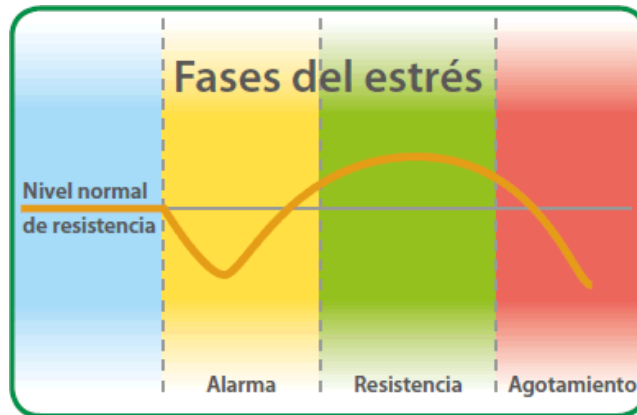 Fases del estrés
Nivel normal
de resistencia
Alarma
Resistencia
Agotamiento